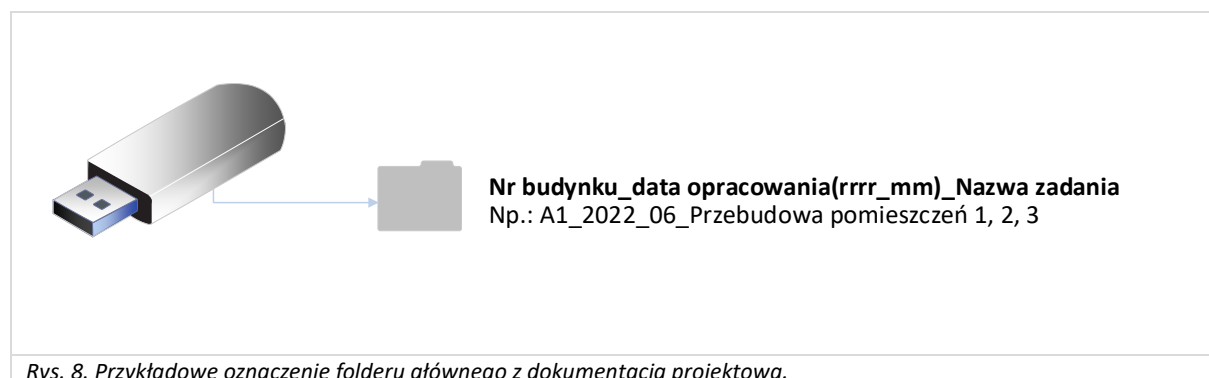 Nr budynku_data opracowania(rrrr_mm)_Nazwa zadania
Np.: A1_2022_06_Przebudowa pomieszczeń 1, 2, 3
Rys. 8. Przykładowe oznaczenie folderu głównego z dokumentacją projektową.